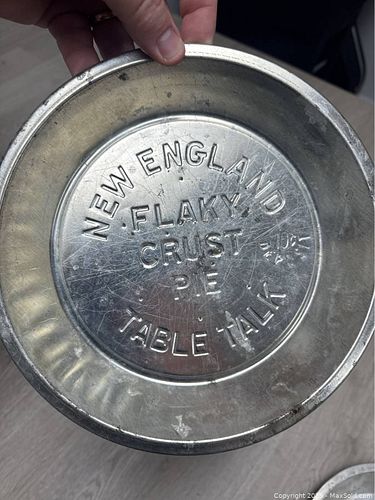 NEW ENGLAND
FLAKY
CRUST
PIE
TABLE TALK